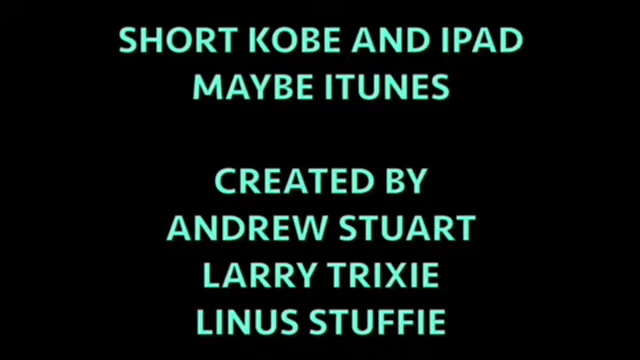 SHORT KOBE AND IPAD
MAYBE ITUNES
CREATED BY
ANDREW STUART
LARRY TRIXIE
LINUS STUFFIE